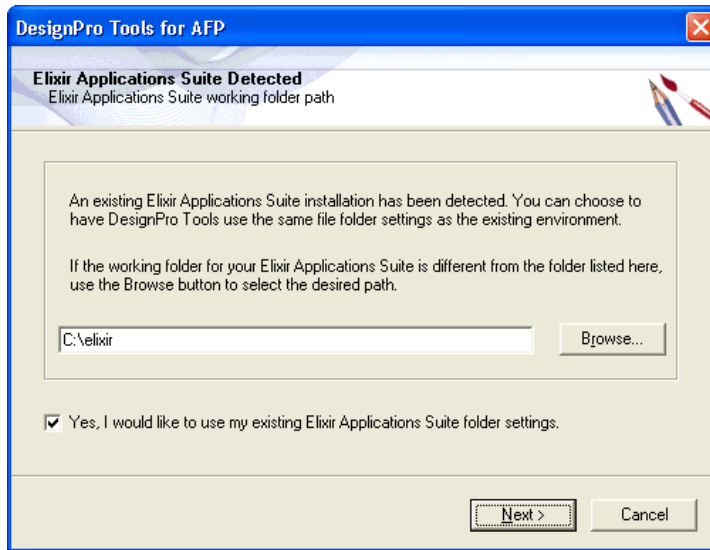 DesignPro Tools for AFP
Elixir Applications Suite Detected
Elixir Applications Suite working folder path
An existing Elixir Applications Suite installation has been detected. You can choose to
have DesignPro Tools use the same file folder settings as the existing environment.
If the working folder for your Elixir Applications Suite is different from the folder listed here,
use the Browse button to select the desired path.
C:\elixir
Browse...
Yes, I would like to use my existing Elixir Applications Suite folder settings.
Next >
Cancel